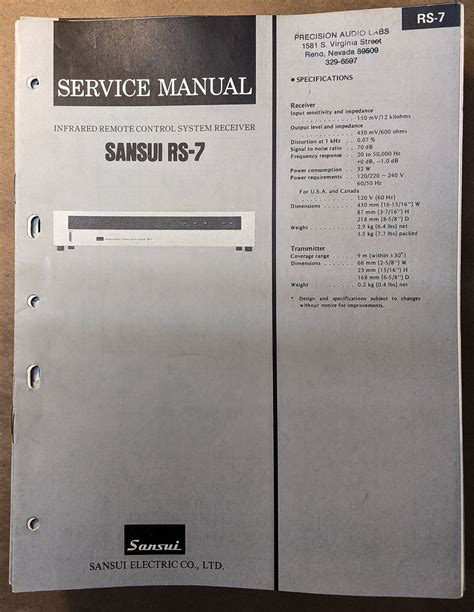 RS-7
PRECISION AUDIO LABS
1581 S. Virginia Street
Reno, Nevada 89509
329-6597
SERVICE MANUAL
INFRARED REMOTE CONTROL SYSTEM RECEIVER
SANSUI RS-7
• SPECIFICATIONS
Receiver
Input sensitivity and impedance
150 mV/12 kilohms
Output level and impedance
450 mV/600 ohms
Distortion at 1 kHz 0.07 %
Signal to noise ratio 70 dB
Frequency response 20 to 50,000 Hz
+0 dB, -1.0 dB
Power consumption 32 W
Power requirements 120/220 ~ 240 V
60/50 Hz
For U.S.A. and Canada
120 V (60 Hz)
Dimensions 430 mm (16-15/16") W
87 mm (3-7/16") H
218 mm (8-5/8") D
Weight 2.9 kg (6.4 lbs) net
3.5 kg (7.7 lbs) packed
Transmitter
Coverage range 9 m (within ±30°)
Dimensions 66 mm (2-5/8") W
23 mm (15/16") H
168 mm (6-5/8") D
Weight 0.2 kg (0.4 lbs) net
* Design and specifications subject to changes
without notice for improvements.
Sansui
SANSUI ELECTRIC CO., LTD.